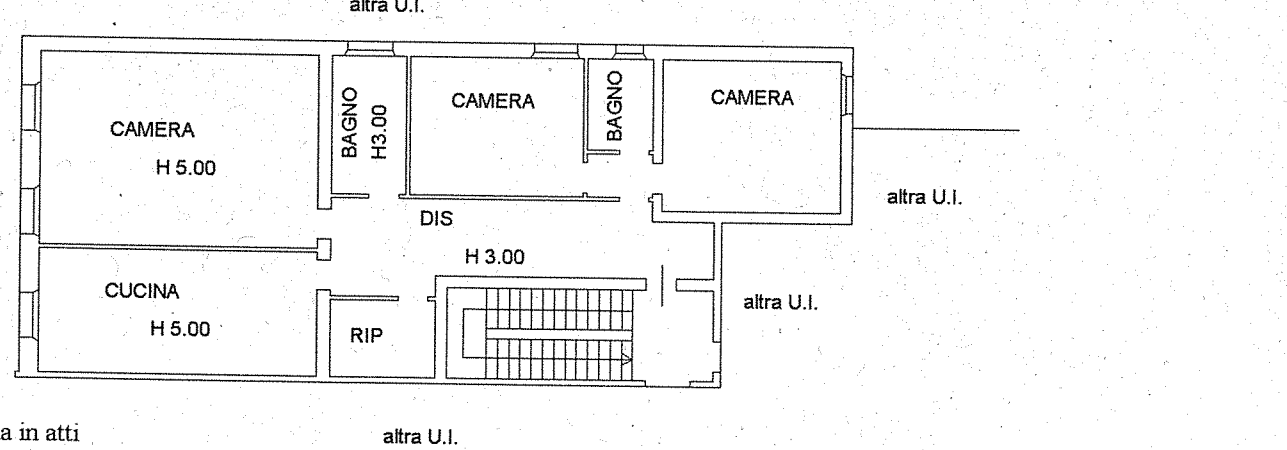 altra U.I.
CAMERA
H 5.00
BAGNO
H3.00
CAMERA
BAGNO
CAMERA
altra U.I.
DIS
H 3.00
CUCINA
H 5.00
RIP
altra U.I.
a in atti
altra U.I.